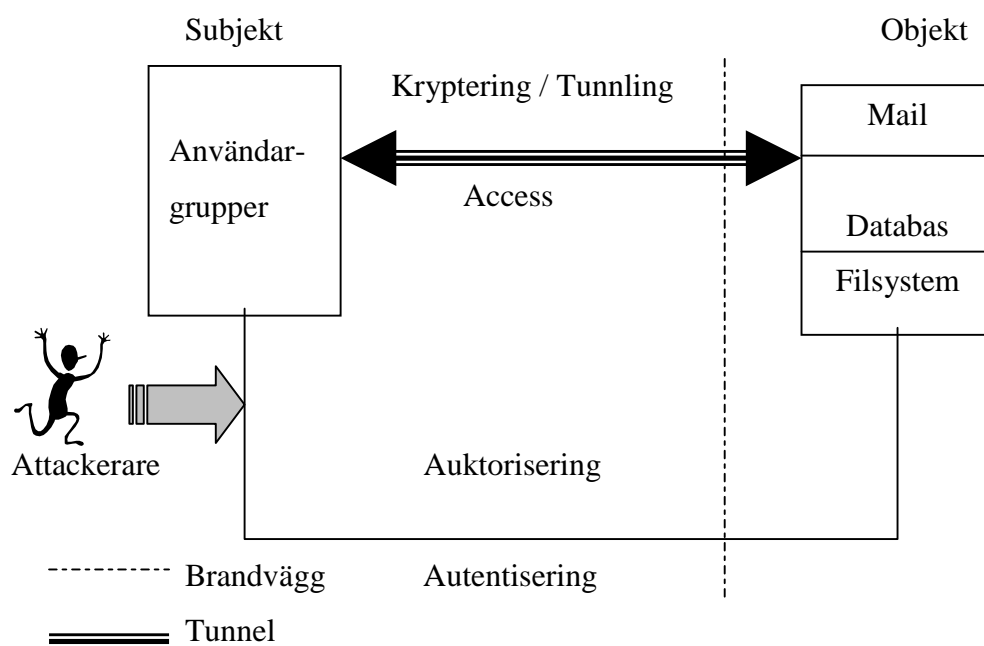 Subjekt
Objekt
Kryptering / Tunnling
Mail
Användar-
grupper
Access
Databas
Filsystem
Attackerare
Auktorisering
Brandvägg
Autentisering
Tunnel